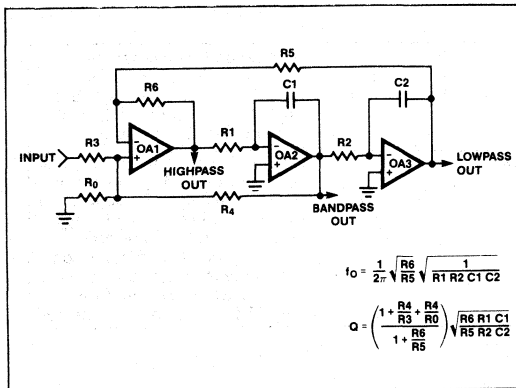 R5
R6
C1
C2
R3
OA1
R1
OA2
R2
OA3
INPUT
HIGHPASS
OUT
LOWPASS
OUT
R0
R4
BANDPASS
OUT
fO = 1/2π √(R6/R5) √(1/(R1 R2 C1 C2))
Q = ((1 + R4/R3 + R4/R0)/(1 + R6/R5)) √(R6 R1 C1/(R5 R2 C2))